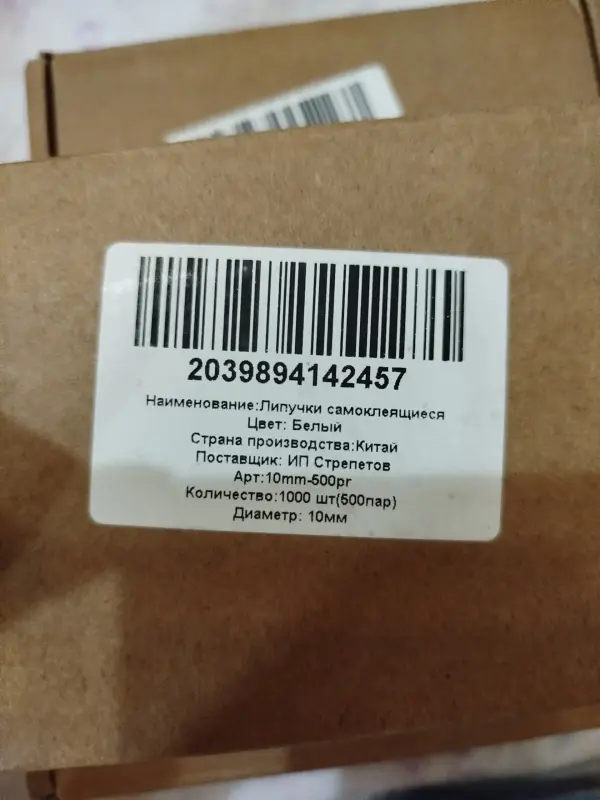 2039894142457
Наименование:Липучки самоклеящиеся
Цвет: Белый
Страна производства:Китай
Поставщик: ИП Стрепетов
Арт:10mm-500pr
Количество:1000 шт(500пар)
Диаметр: 10мм